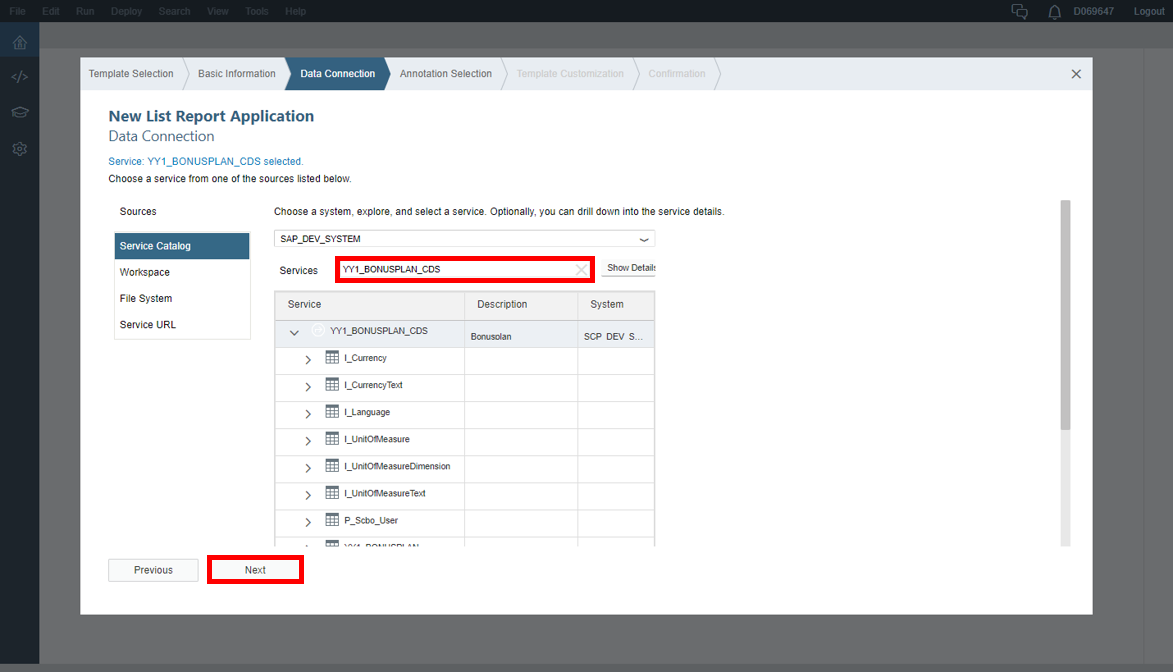 File Edit Run Deploy Search View Tools Help D069647 Logout
Template Selection Basic Information Data Connection Annotation Selection Template Customization Confirmation
New List Report Application
Data Connection
Service: YY1_BONUSPLAN_CDS selected.
Choose a service from one of the sources listed below.
Sources
Service Catalog
Workspace
File System
Service URL
Choose a system, explore, and select a service. Optionally, you can drill down into the service details.
SAP_DEV_SYSTEM
Services YY1_BONUSPLAN_CDS Show Details
Service Description System
YY1_BONUSPLAN_CDS Bonusplan SCP_DEV_S...
I_Currency
I_CurrencyText
I_Language
I_UnitOfMeasure
I_UnitOfMeasureDimension
I_UnitOfMeasureText
P_Scbo_User
YY1_BONUSPLAN
Previous Next